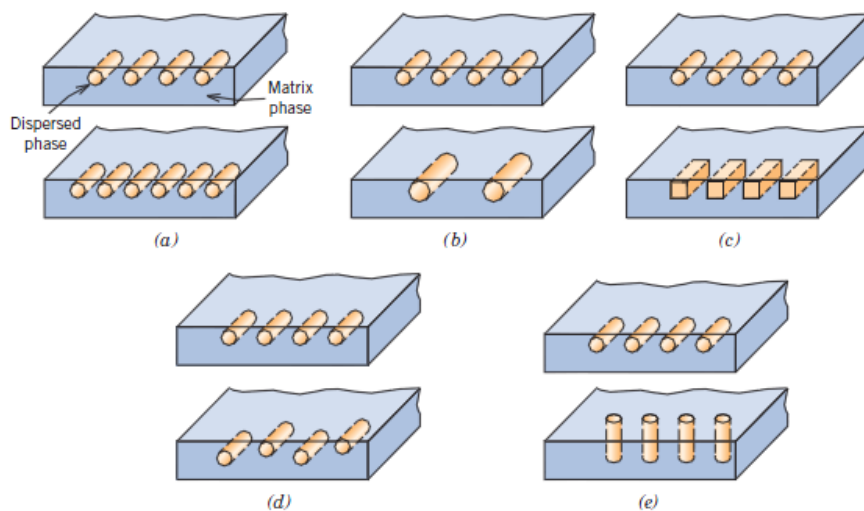 Matrix
phase
Dispersed
phase
(a)
(b)
(c)
(d)
(e)